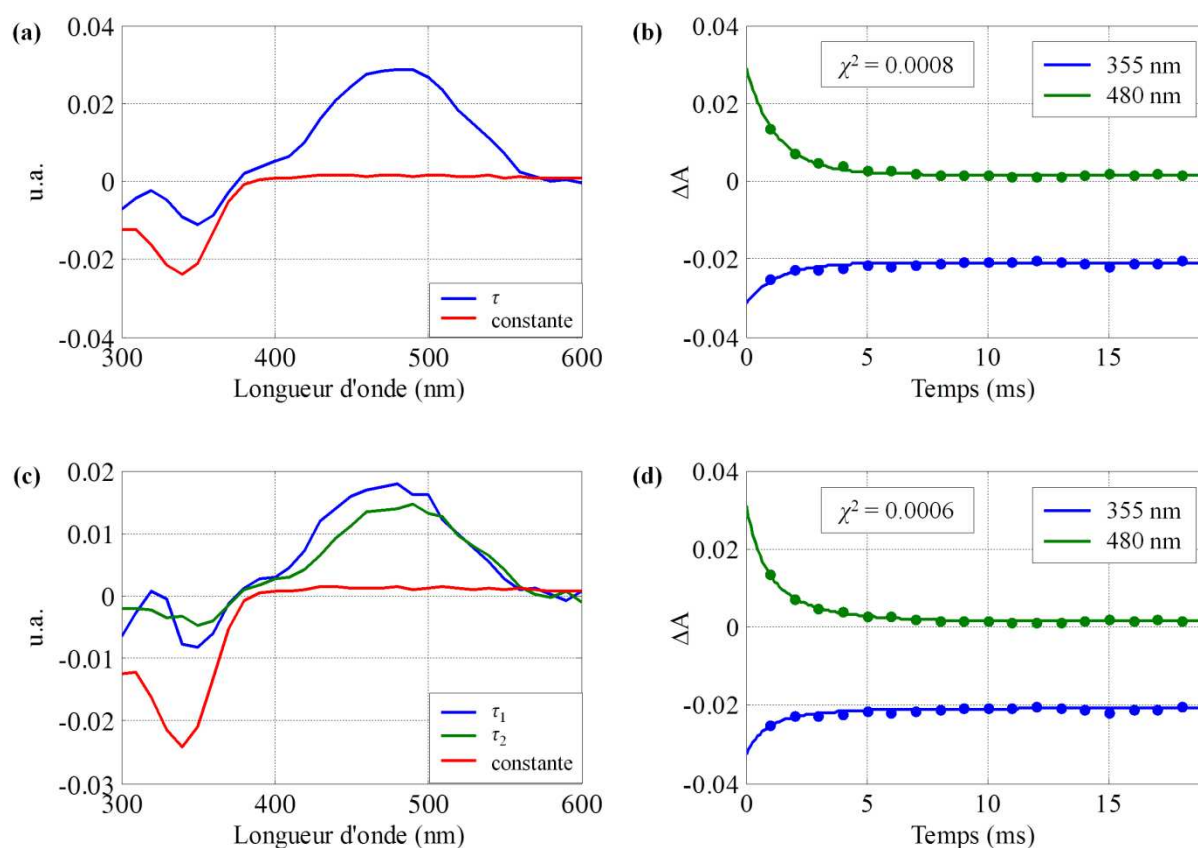 (a)
0.04
0.02
0
-0.02
-0.04
u.a.
τ
constante
300 400 500 600
Longueur d'onde (nm)
(b)
0.04
0.02
0
-0.02
-0.04
ΔA
χ² = 0.0008
355 nm
480 nm
0 5 10 15
Temps (ms)
(c)
0.02
0.01
0
-0.01
-0.02
-0.03
u.a.
τ₁
τ₂
constante
300 400 500 600
Longueur d'onde (nm)
(d)
0.04
0.02
0
-0.02
-0.04
ΔA
χ² = 0.0006
355 nm
480 nm
0 5 10 15
Temps (ms)